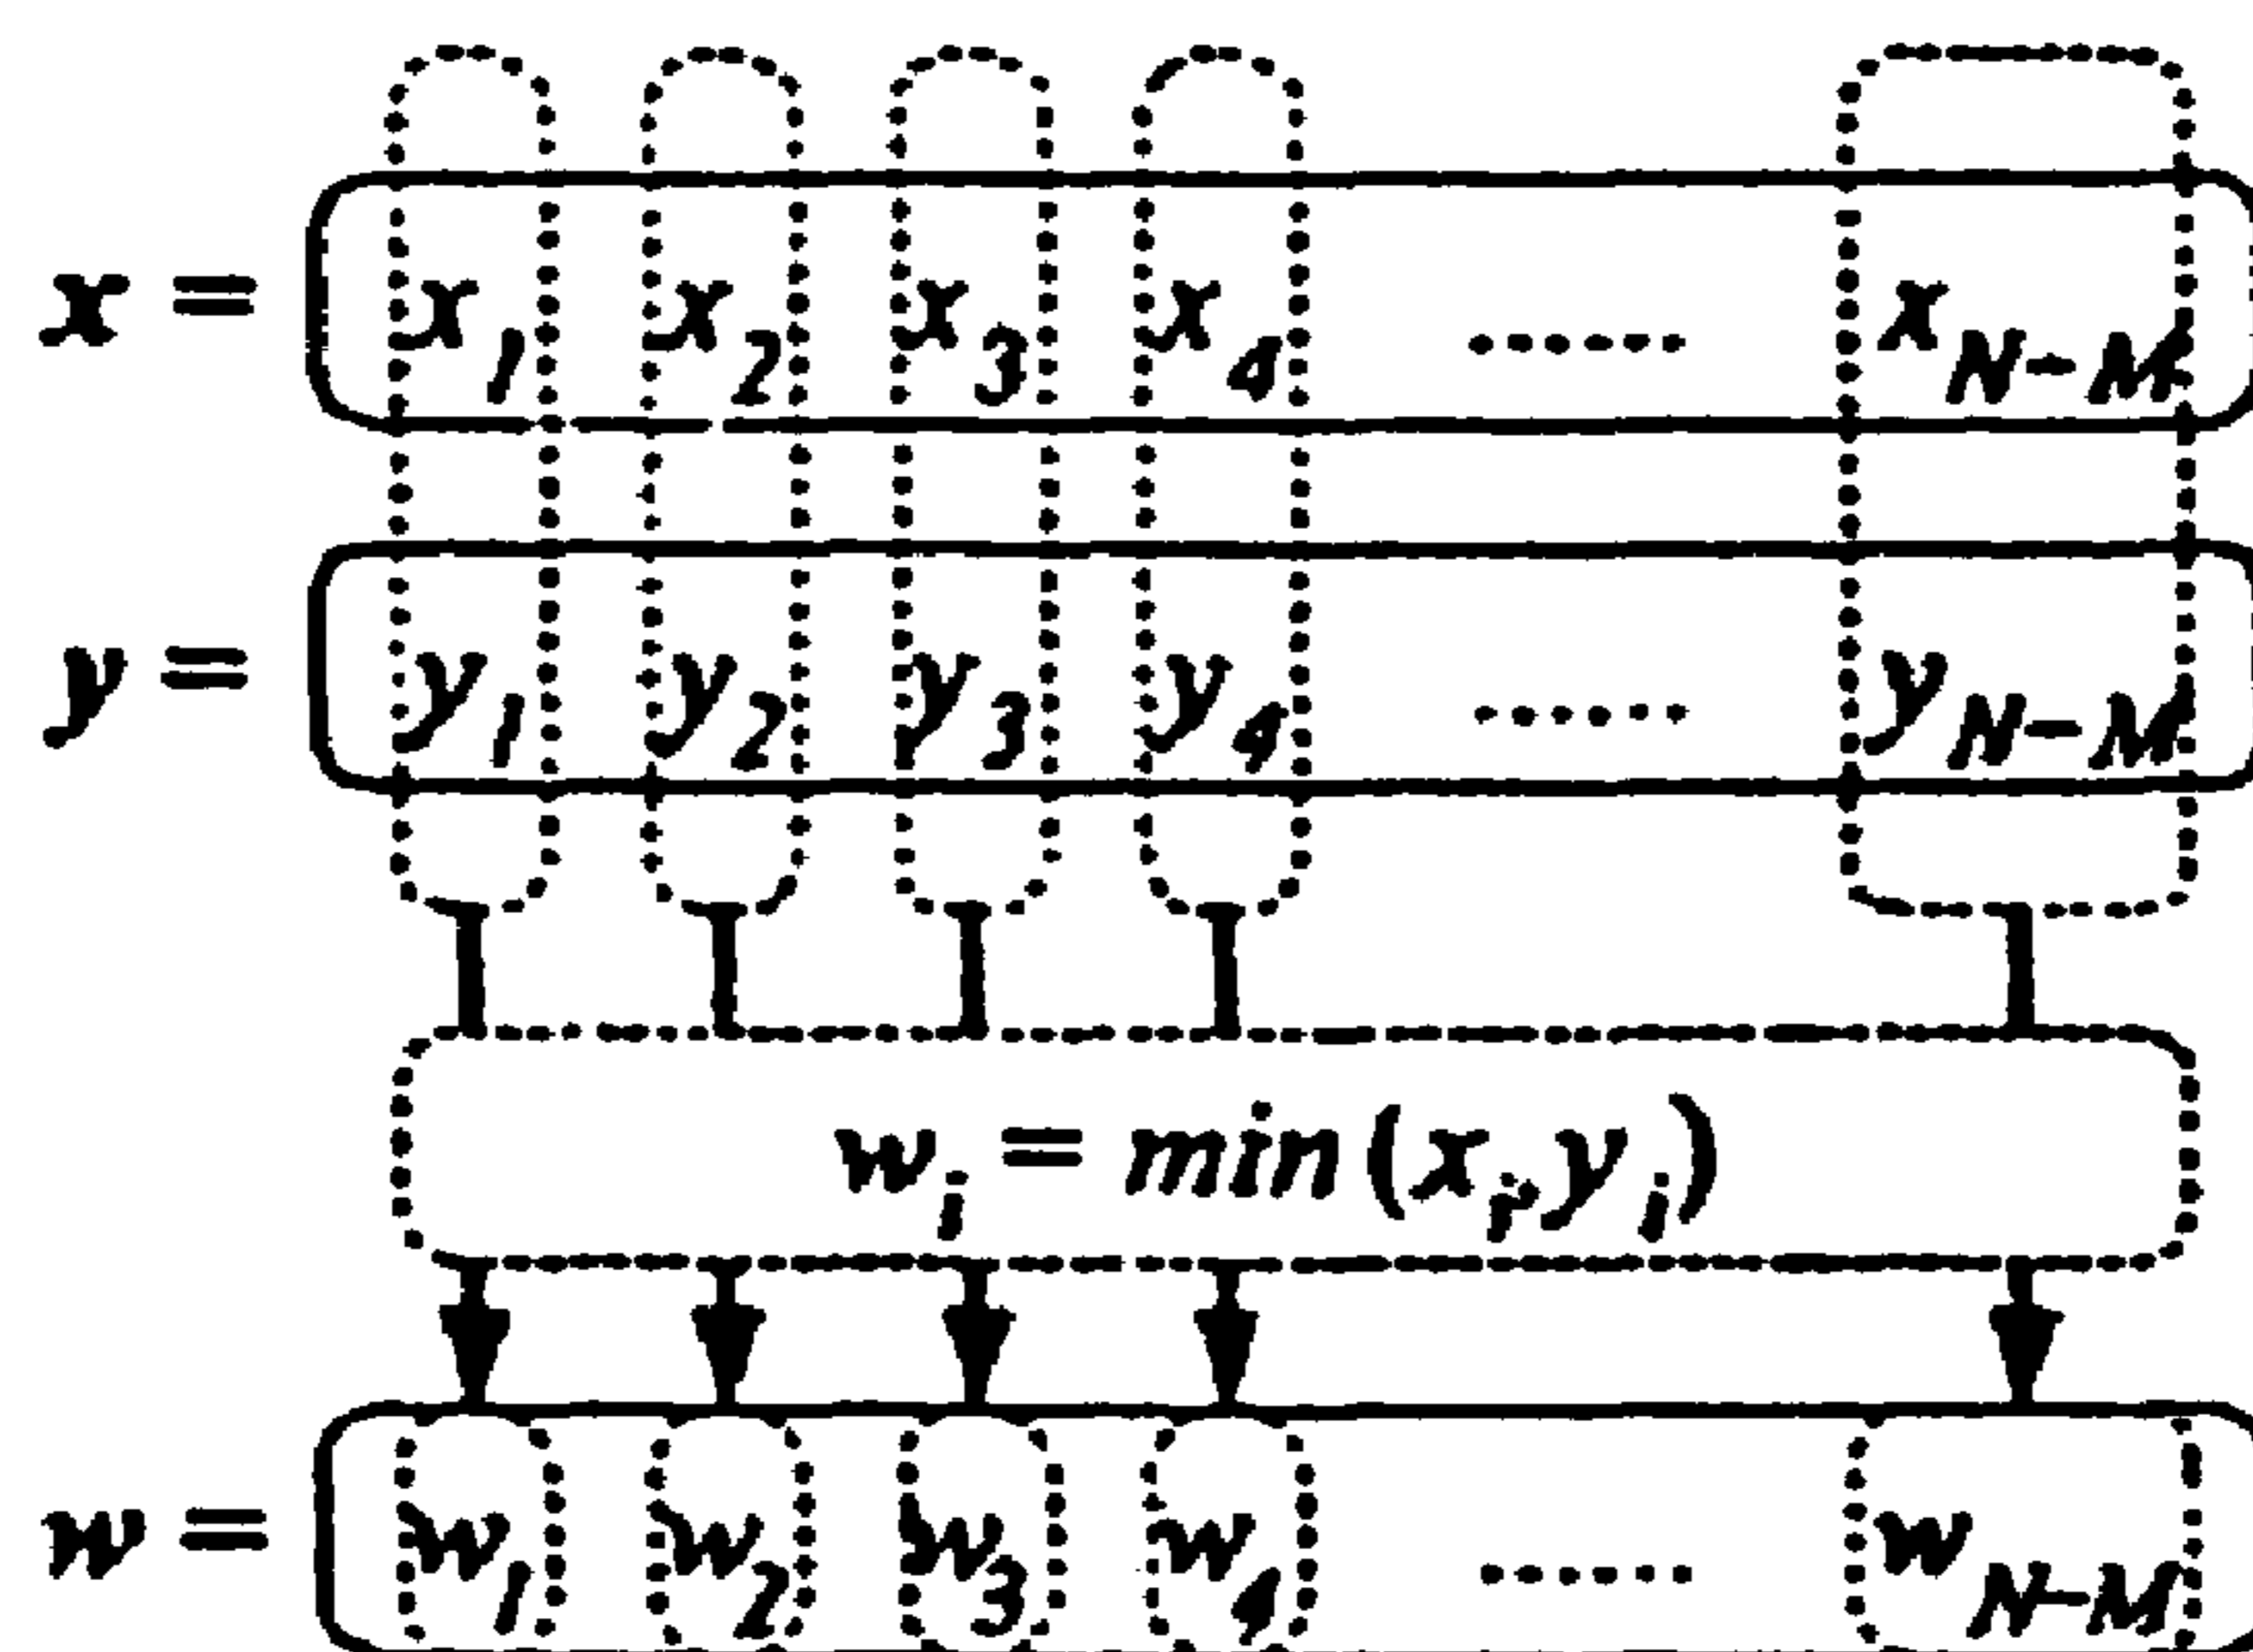 x = x1 x2 x3 x4 ...... xN-M
y = y1 y2 y3 y4 ...... yN-M
wi = min(xi, yi)
w = w1 w2 w3 w4 ...... wN-M